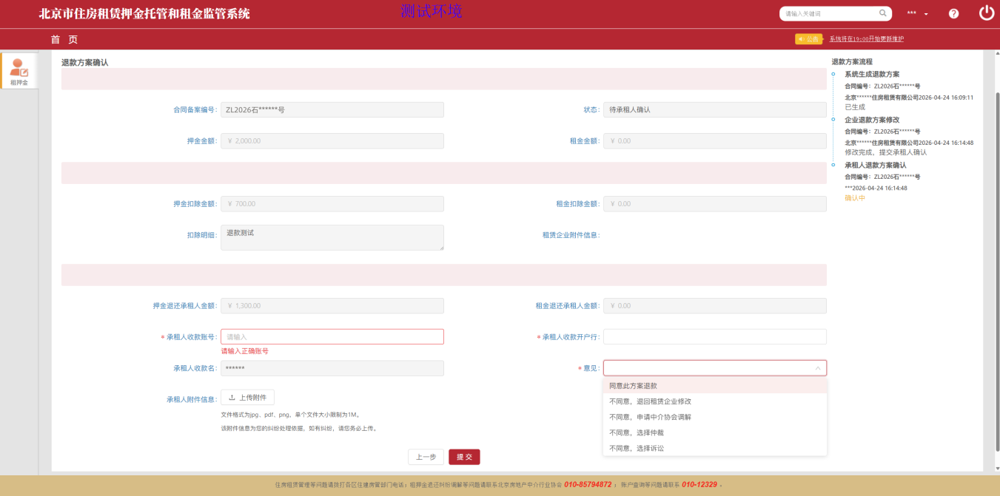 北京市住房租赁押金托管和租金监管系统
测试环境
请输入关键词
***
首 页
公告
系统将在19:00开始更新维护
租押金
退款方案确认
合同备案编号: ZL2026石******号
状态: 待承租人确认
押金金额: ¥ 2,000.00
租金金额: ¥ 0.00
押金扣除金额: ¥ 700.00
租金扣除金额: ¥ 0.00
扣除明细: 退款测试
租赁企业附件信息:
押金退还承租人金额: ¥ 1,300.00
租金退还承租人金额: ¥ 0.00
* 承租人收款账号: 请输入
请输入正确账号
* 承租人收款开户行:
承租人收款名: ******
* 意见:
同意此方案退款
不同意，退回租赁企业修改
不同意，申请中介协会调解
不同意，选择仲裁
不同意，选择诉讼
承租人附件信息: 上传附件
文件格式为jpg、pdf、png，单个文件大小限制为1M。
该附件信息为您的纠纷处理依据，如有纠纷，请您务必上传。
上一步
提 交
退款方案流程
系统生成退款方案
合同编号：ZL2026石******号
北京******住房租赁有限公司2026-04-24 16:09:11
已生成
企业退款方案修改
合同编号：ZL2026石******号
北京******住房租赁有限公司2026-04-24 16:14:48
修改完成，提交承租人确认
承租人退款方案确认
合同编号：ZL2026石******号
***2026-04-24 16:14:48
确认中
住房租赁管理等问题请拨打各区住建房管部门电话；租押金退还纠纷调解等问题请联系北京房地产中介行业协会 010-85794872 ； 账户查询等问题请联系 010-12329 。